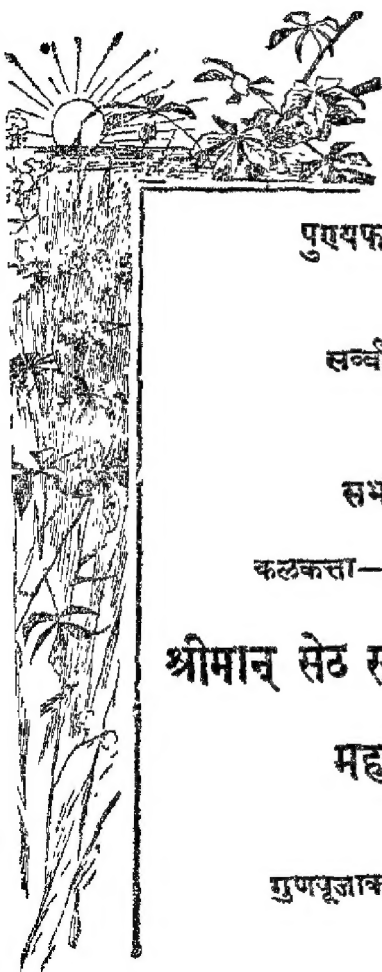 पुण्यफ
सर्व्व
सभ
कलकत्ता—
श्रीमान् सेठ र
मह
गुणपूजाक